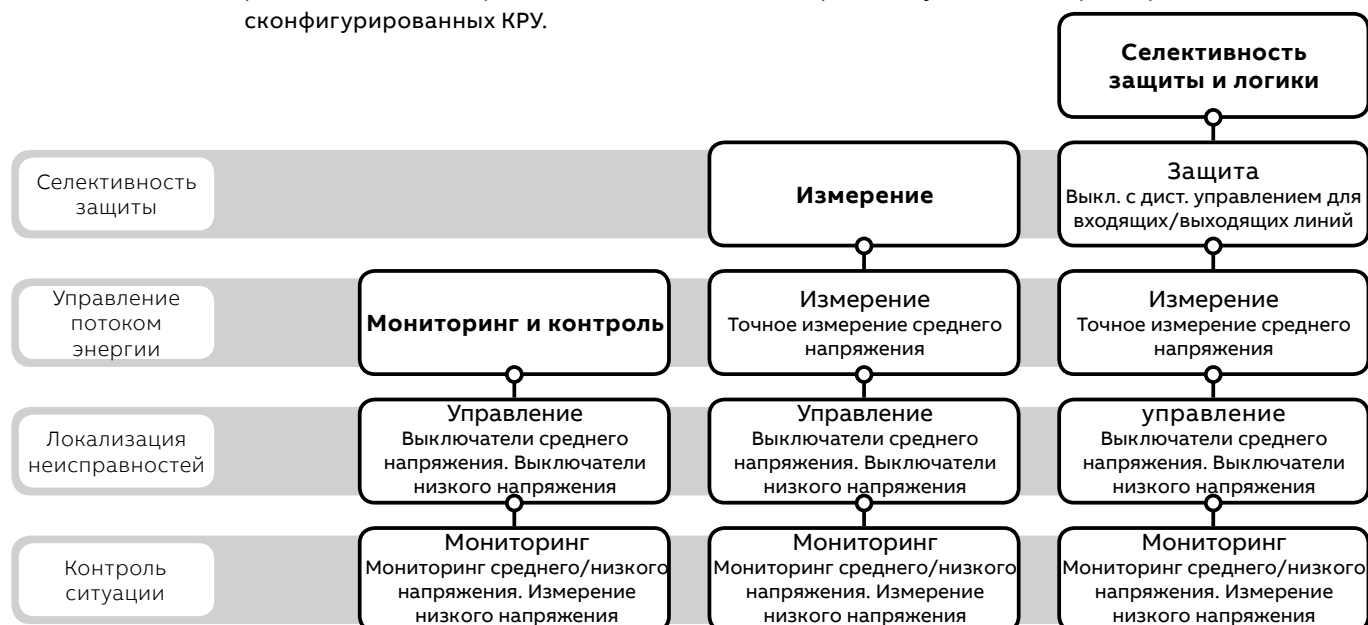 сконфигурированных КРУ.
Селективность
защиты и логики
Селективность
защиты
Измерение
Защита
Выкл. с дист. управлением для
входящих/выходящих линий
Управление
потоком
энергии
Мониторинг и контроль
Измерение
Точное измерение среднего
напряжения
Измерение
Точное измерение среднего
напряжения
Локализация
неисправностей
Управление
Выключатели среднего
напряжения. Выключатели
низкого напряжения
Управление
Выключатели среднего
напряжения. Выключатели
низкого напряжения
управление
Выключатели среднего
напряжения. Выключатели
низкого напряжения
Контроль
ситуации
Мониторинг
Мониторинг среднего/низкого
напряжения. Измерение
низкого напряжения
Мониторинг
Мониторинг среднего/низкого
напряжения. Измерение
низкого напряжения
Мониторинг
Мониторинг среднего/низкого
напряжения. Измерение
низкого напряжения